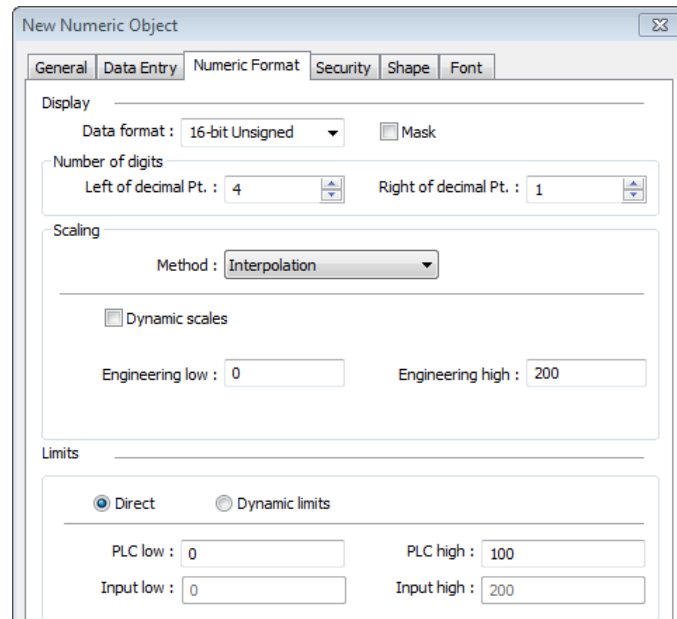 New Numeric Object
General Data Entry Numeric Format Security Shape Font
Display
Data format : 16-bit Unsigned Mask
Number of digits
Left of decimal Pt. : 4 Right of decimal Pt. : 1
Scaling
Method : Interpolation
Dynamic scales
Engineering low : 0 Engineering high : 200
Limits
Direct Dynamic limits
PLC low : 0 PLC high : 100
Input low : 0 Input high : 200